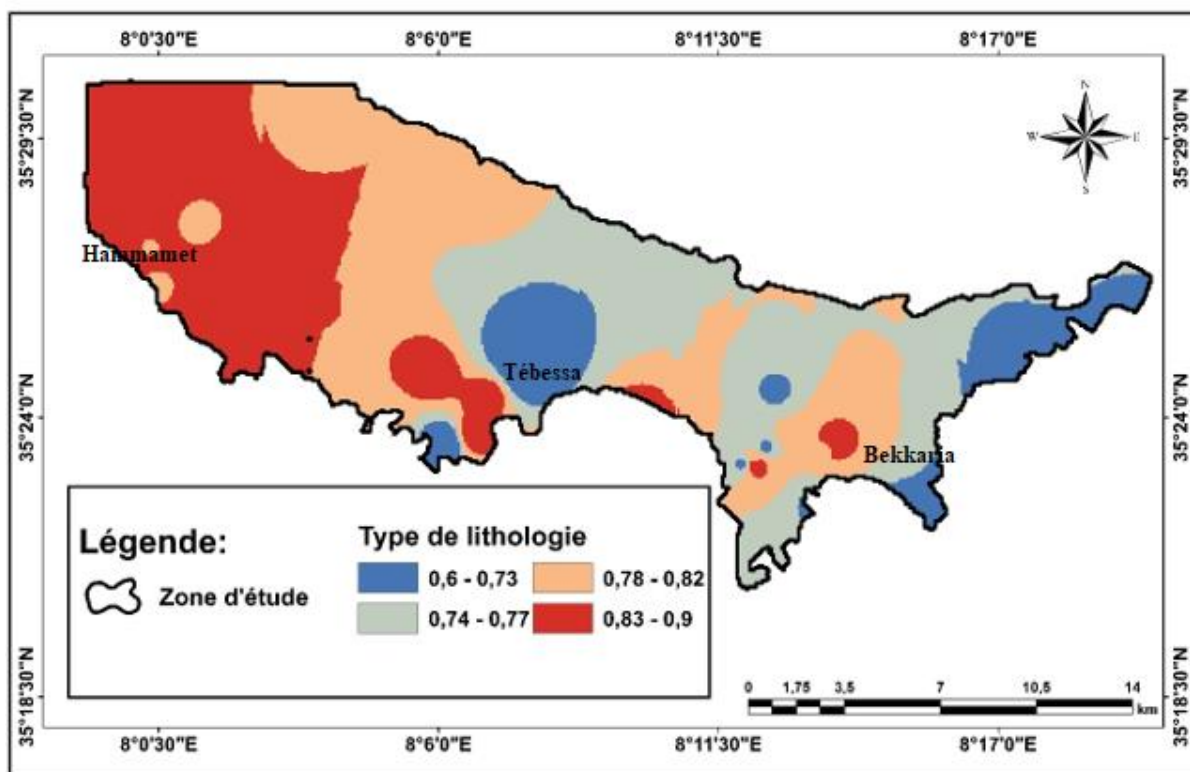 8°0'30"E 8°6'0"E 8°11'30"E 8°17'0"E
35°29'30"N 35°29'30"N
N
W E
S
Hammamet
Tébessa
35°24'0"N 35°24'0"N
Bekkaria
Légende:
Zone d'étude
Type de lithologie
0,6 - 0,73 0,78 - 0,82
0,74 - 0,77 0,83 - 0,9
35°18'30"N 35°18'30"N
0 1,75 3,5 7 10,5 14
km
8°0'30"E 8°6'0"E 8°11'30"E 8°17'0"E